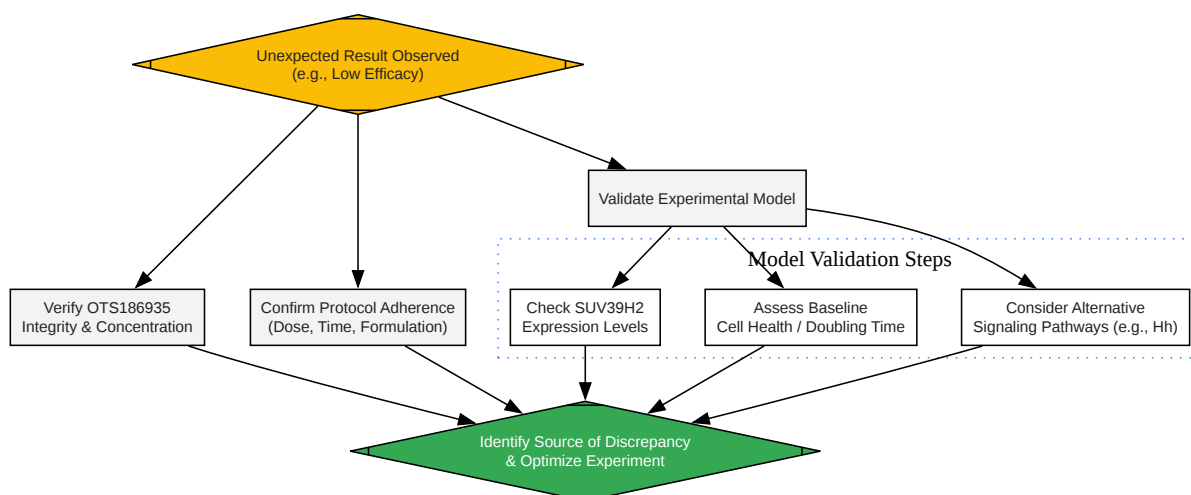 Unexpected Result Observed
(e.g., Low Efficacy)
Validate Experimental Model
Model Validation Steps
Verify OTS186935
Integrity & Concentration
Confirm Protocol Adherence
(Dose, Time, Formulation)
Check SUV39H2
Expression Levels
Assess Baseline
Cell Health / Doubling Time
Consider Alternative
Signaling Pathways (e.g., Hh)
Identify Source of Discrepancy
& Optimize Experiment